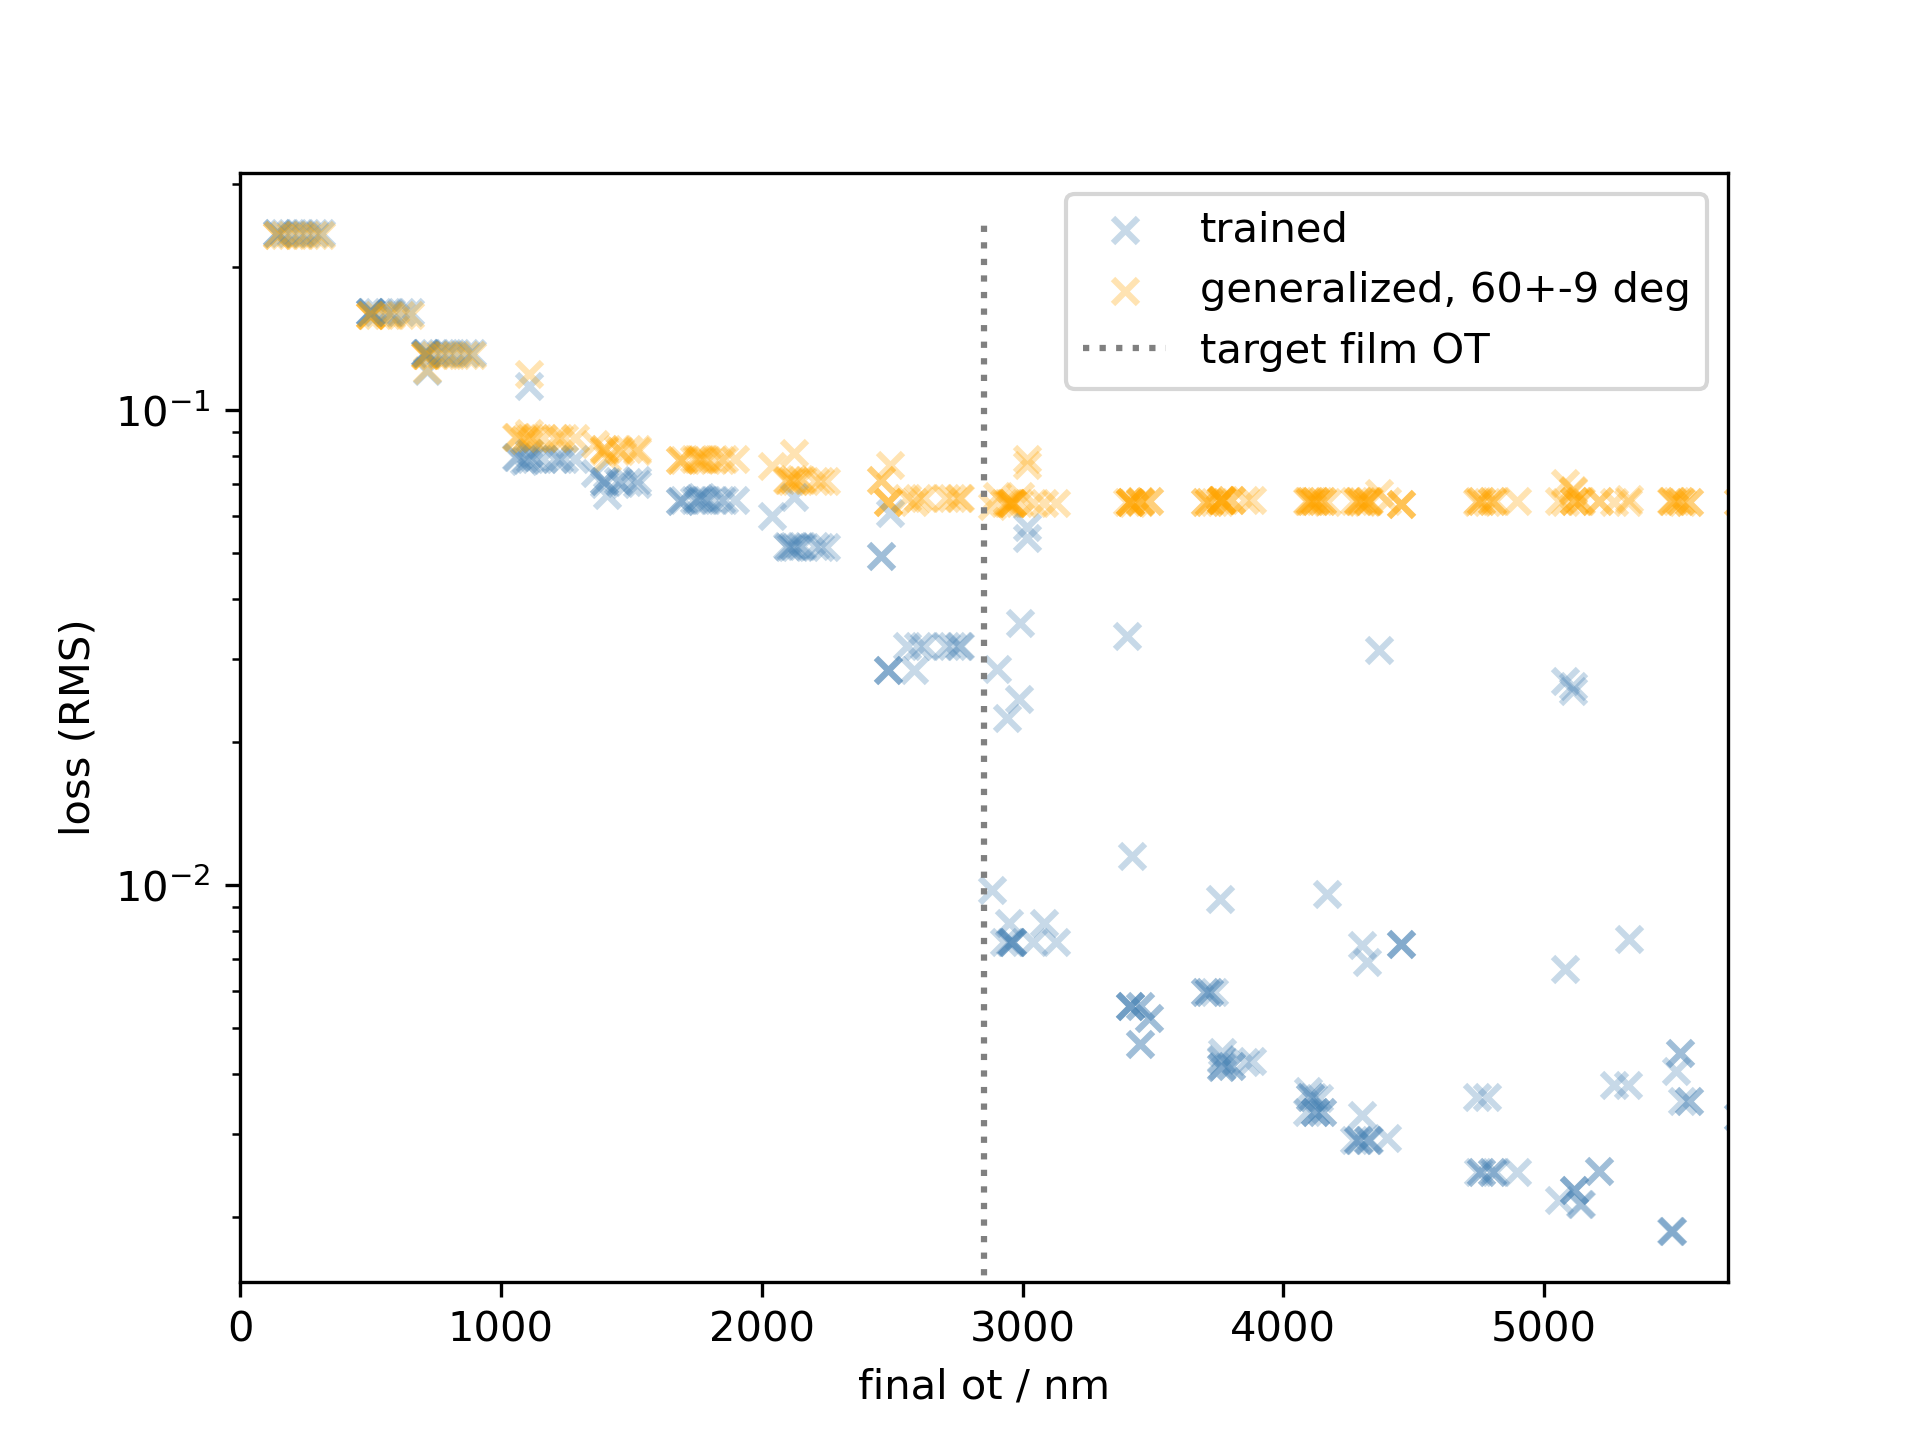 trained
generalized, 60+-9 deg
target film OT
10⁻¹
10⁻²
loss (RMS)
0 1000 2000 3000 4000 5000
final ot / nm